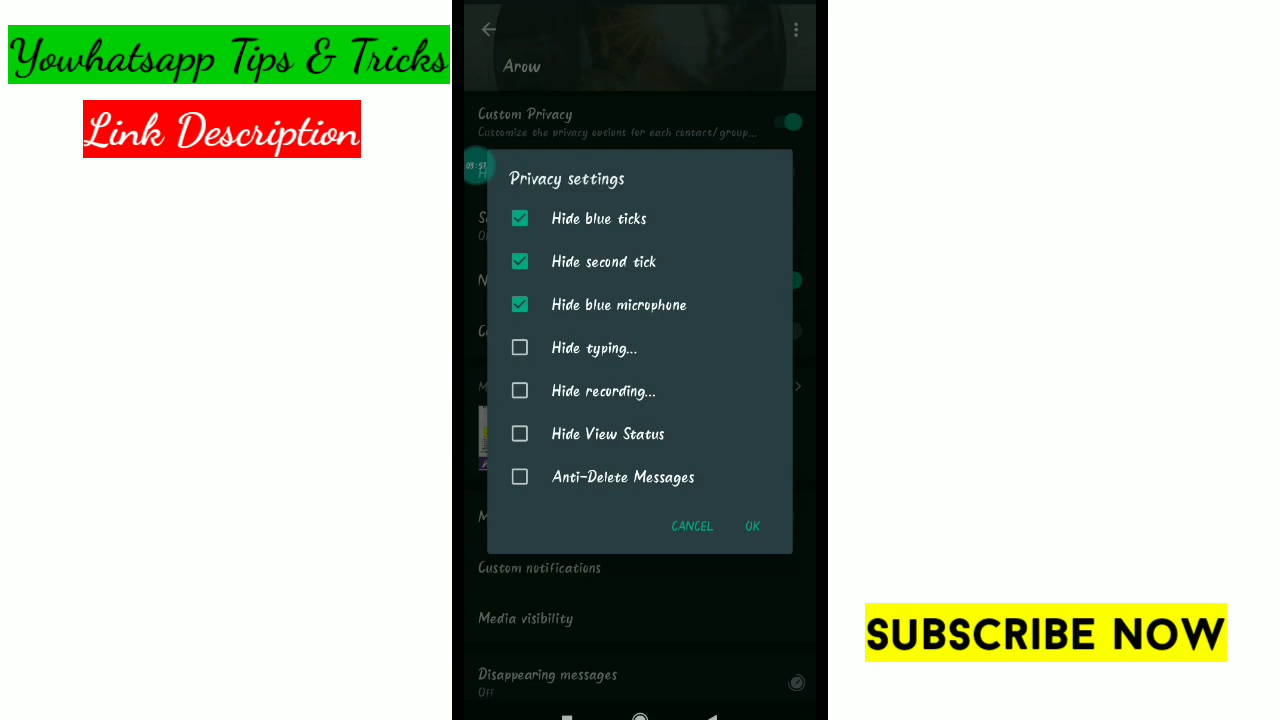 Yowhatsapp Tips & Tricks
Link Description
Arow
Custom Privacy
Customize the privacy options for each contact/group...
03:57
Privacy settings
Hide blue ticks
Hide second tick
Hide blue microphone
Hide typing...
Hide recording...
Hide View Status
Anti-Delete Messages
CANCEL OK
Custom notifications
Media visibility
Disappearing messages
Off
SUBSCRIBE NOW